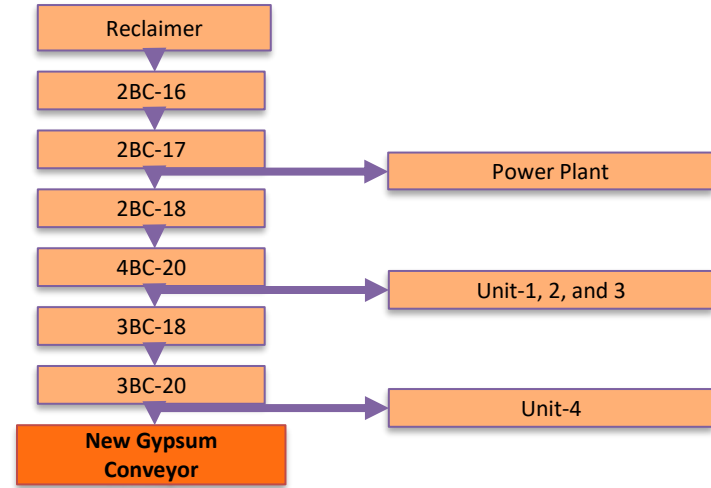 Reclaimer
2BC-16
2BC-17
Power Plant
2BC-18
4BC-20
Unit-1, 2, and 3
3BC-18
3BC-20
Unit-4
New Gypsum
Conveyor